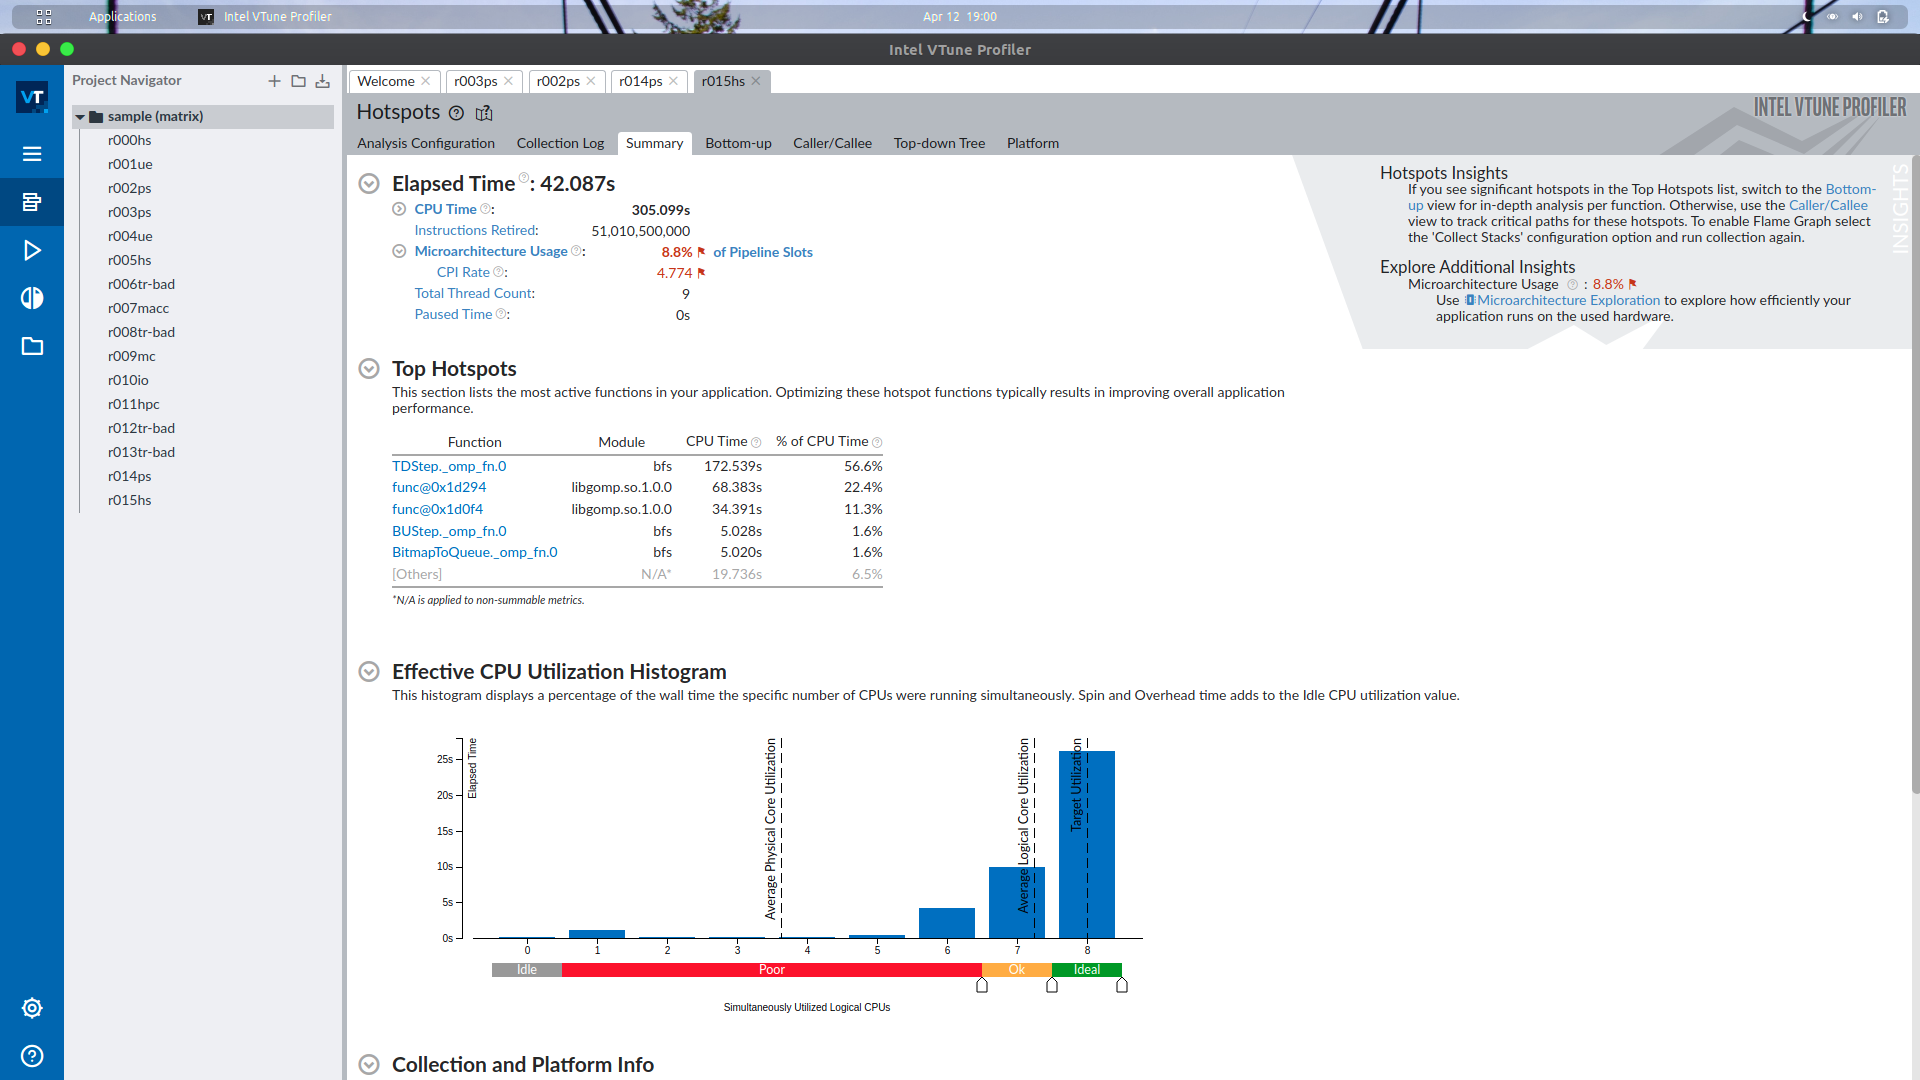 Applications
VT
Intel VTune Profiler
Apr 12 19:00
Intel VTune Profiler
VT
Project Navigator
sample (matrix)
r000hs
r001ue
r002ps
r003ps
r004ue
r005hs
r006tr-bad
r007macc
r008tr-bad
r009mc
r010io
r011hpc
r012tr-bad
r013tr-bad
r014ps
r015hs
Welcome
r003ps
r002ps
r014ps
r015hs
Hotspots
INTEL VTUNE PROFILER
Analysis Configuration
Collection Log
Summary
Bottom-up
Caller/Callee
Top-down Tree
Platform
Elapsed Time : 42.087s
CPU Time : 305.099s
Instructions Retired: 51,010,500,000
Microarchitecture Usage : 8.8% of Pipeline Slots
CPI Rate : 4.774
Total Thread Count: 9
Paused Time : 0s
Hotspots Insights
If you see significant hotspots in the Top Hotspots list, switch to the Bottom-
up view for in-depth analysis per function. Otherwise, use the Caller/Callee
view to track critical paths for these hotspots. To enable Flame Graph select
the 'Collect Stacks' configuration option and run collection again.
Explore Additional Insights
Microarchitecture Usage : 8.8%
Use Microarchitecture Exploration to explore how efficiently your
application runs on the used hardware.
INSIGHTS
Top Hotspots
This section lists the most active functions in your application. Optimizing these hotspot functions typically results in improving overall application
performance.
Function Module CPU Time % of CPU Time
TDStep._omp_fn.0 bfs 172.539s 56.6%
func@0x1d294 libgomp.so.1.0.0 68.383s 22.4%
func@0x1d0f4 libgomp.so.1.0.0 34.391s 11.3%
BUStep._omp_fn.0 bfs 5.028s 1.6%
BitmapToQueue._omp_fn.0 bfs 5.020s 1.6%
[Others] N/A* 19.736s 6.5%
*N/A is applied to non-summable metrics.
Effective CPU Utilization Histogram
This histogram displays a percentage of the wall time the specific number of CPUs were running simultaneously. Spin and Overhead time adds to the Idle CPU utilization value.
Elapsed Time
25s
20s
15s
10s
5s
0s
Average Physical Core Utilization
Average Logical Core Utilization
Target Utilization
0 1 2 3 4 5 6 7 8
Idle Poor Ok Ideal
Simultaneously Utilized Logical CPUs
Collection and Platform Info